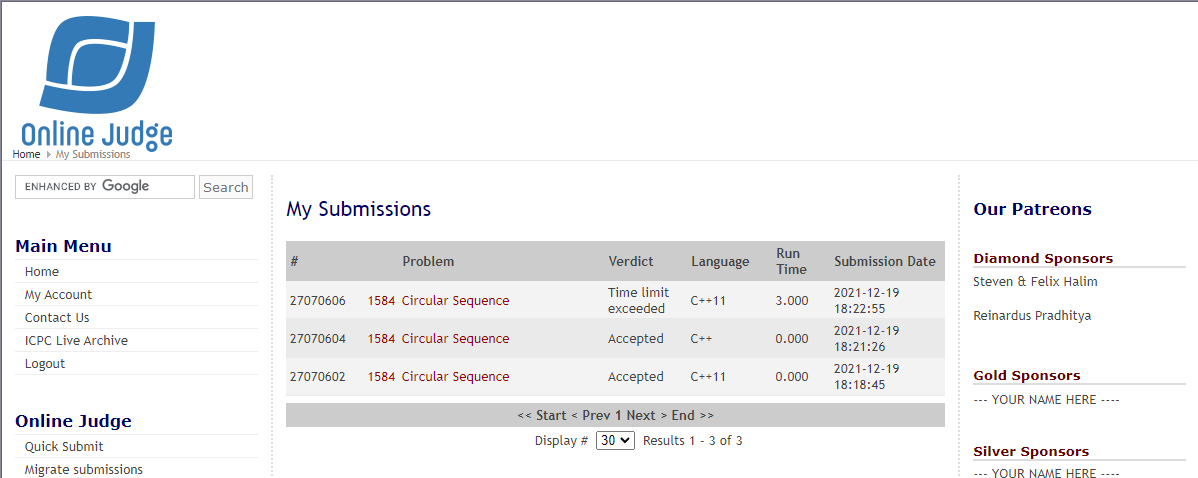 Online Judge
Home My Submissions
ENHANCED BY Google Search
Main Menu
Home
My Account
Contact Us
ICPC Live Archive
Logout
Online Judge
Quick Submit
Migrate submissions
My Submissions
# Problem Verdict Language Run Time Submission Date
27070606 1584 Circular Sequence Time limit exceeded C++11 3.000 2021-12-19 18:22:55
27070604 1584 Circular Sequence Accepted C++ 0.000 2021-12-19 18:21:26
27070602 1584 Circular Sequence Accepted C++11 0.000 2021-12-19 18:18:45
<< Start < Prev 1 Next > End >>
Display # 30 Results 1 - 3 of 3
Our Patreons
Diamond Sponsors
Steven & Felix Halim
Reinardus Pradhitya
Gold Sponsors
--- YOUR NAME HERE ----
Silver Sponsors
--- YOUR NAME HERE ----